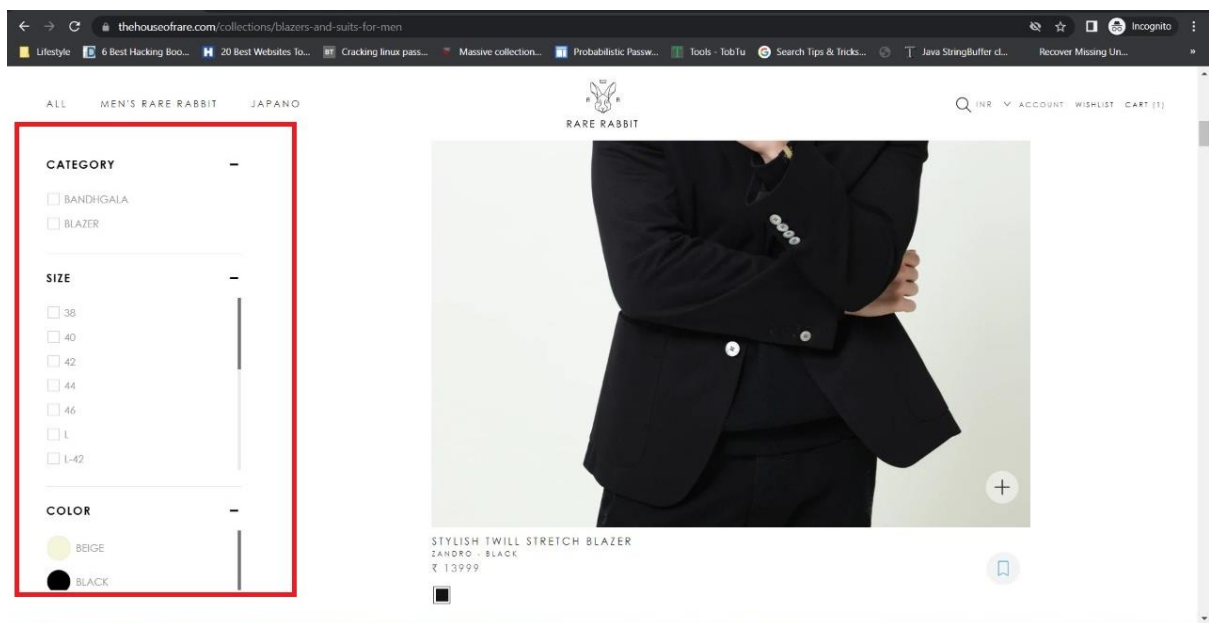 thehouseofrare.com/collections/blazers-and-suits-for-men
Incognito
Lifestyle 6 Best Hacking Boo... 20 Best Websites To... Cracking linux pass... Massive collection... Probabilistic Passw... Tools - TobTu Search Tips & Tricks... Java StringBuffer cl... Recover Missing Un... »
ALL MEN'S RARE RABBIT JAPANO
R R
RARE RABBIT
INR ACCOUNT WISHLIST CART (1)
CATEGORY –
BANDHGALA
BLAZER
SIZE –
38
40
42
44
46
L
L-42
COLOR –
BEIGE
BLACK
STYLISH TWILL STRETCH BLAZER
ZANDRO - BLACK
₹ 13999